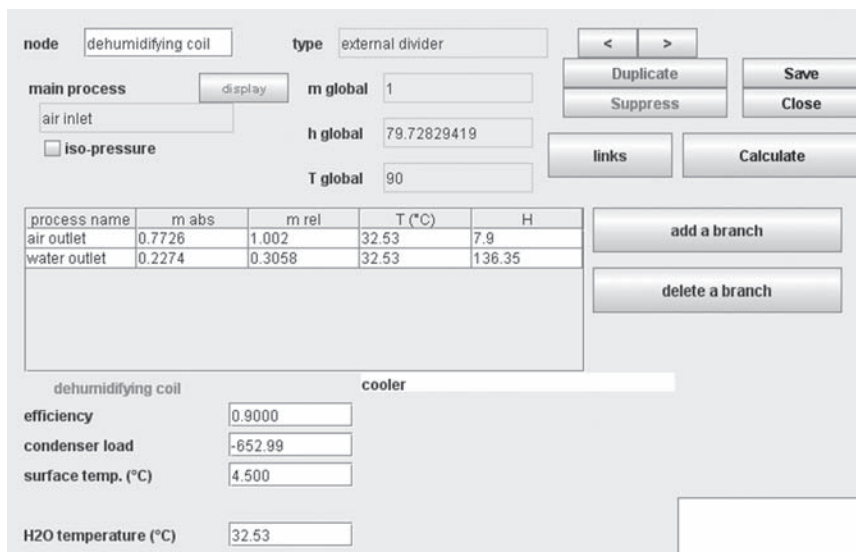 node dehumidifying coil type external divider < >
Duplicate Save
main process display m global 1
Suppress Close
air inlet
iso-pressure h global 79.72829419
links Calculate
T global 90
process name m abs m rel T (°C) H
air outlet 0.7726 1.002 32.53 7.9
water outlet 0.2274 0.3058 32.53 136.35
add a branch
delete a branch
dehumidifying coil cooler
efficiency 0.9000
condenser load -652.99
surface temp. (°C) 4.500
H2O temperature (°C) 32.53